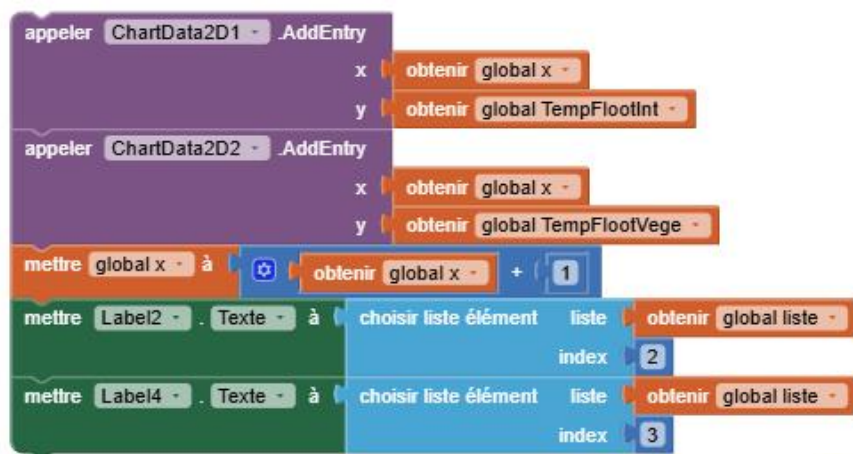 appeler ChartData2D1 .AddEntry
x obtenir global x
y obtenir global TempFlootInt
appeler ChartData2D2 .AddEntry
x obtenir global x
y obtenir global TempFlootVege
mettre global x à obtenir global x + 1
mettre Label2 . Texte à choisir liste élément liste obtenir global liste
index 2
mettre Label4 . Texte à choisir liste élément liste obtenir global liste
index 3